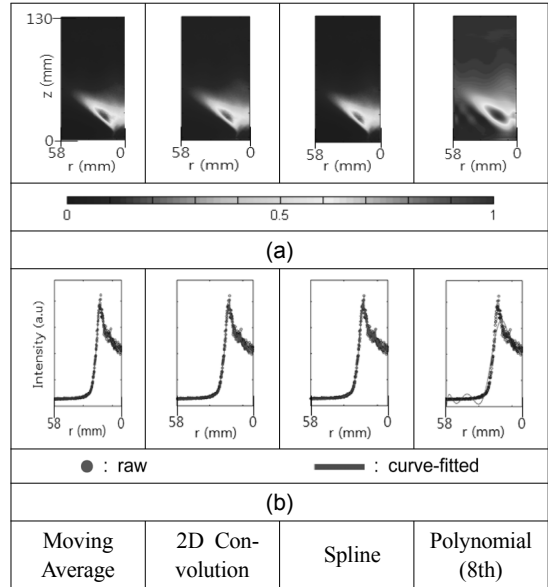 130
z (mm)
0
58 0 58 0 58 0 58 0
r (mm) r (mm) r (mm) r (mm)
0 0.5 1
(a)
Intensity (a.u)
58 0 58 0 58 0 58 0
r (mm) r (mm) r (mm) r (mm)
: raw : curve-fitted
(b)
Moving 2D Con- Spline Polynomial
Average volution (8th)